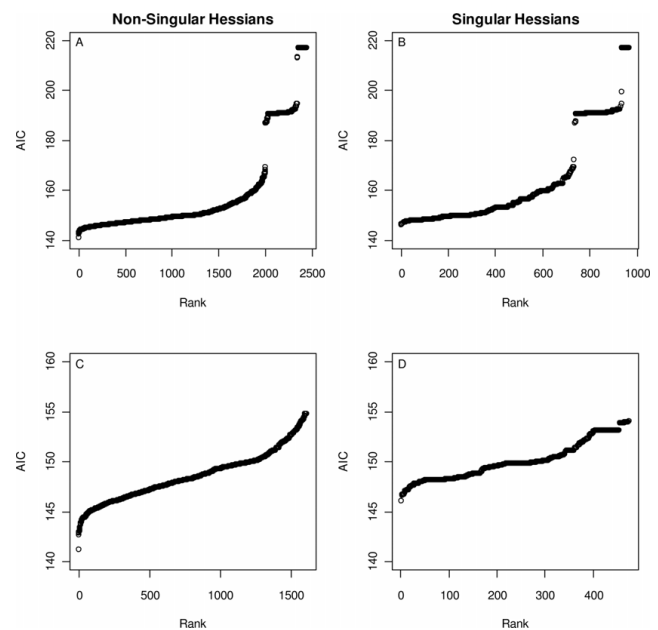 Non-Singular Hessians
Singular Hessians
A
220
200
180
160
140
AIC
0 500 1000 1500 2000 2500
Rank
B
220
200
180
160
140
AIC
0 200 400 600 800 1000
Rank
C
160
155
150
145
140
AIC
0 500 1000 1500
Rank
D
160
155
150
145
140
AIC
0 100 200 300 400
Rank